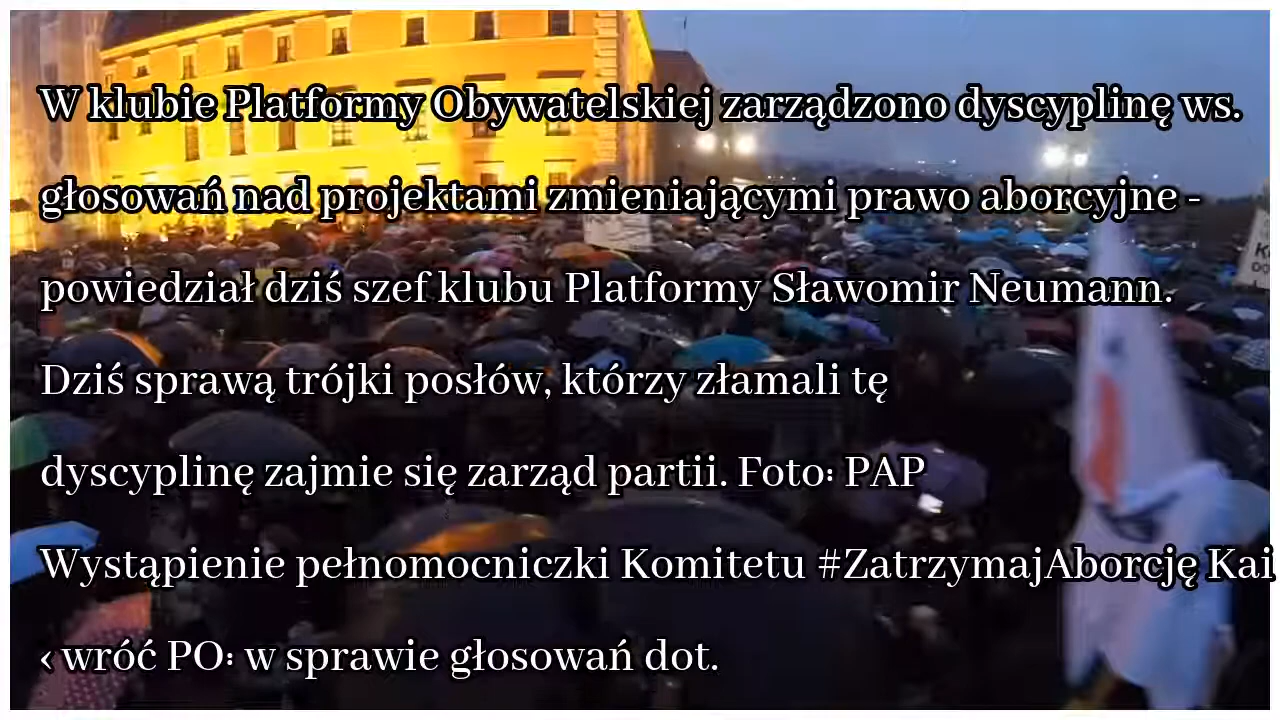 W klubie Platformy Obywatelskiej zarządzono dyscyplinę ws.
głosowań nad projektami zmieniającymi prawo aborcyjne -
powiedział dziś szef klubu Platformy Sławomir Neumann.
Dziś sprawą trójki posłów, którzy złamali tę
dyscyplinę zajmie się zarząd partii. Foto: PAP
Wystąpienie pełnomocniczki Komitetu #ZatrzymajAborcję Kai
‹ wróć PO: w sprawie głosowań dot.